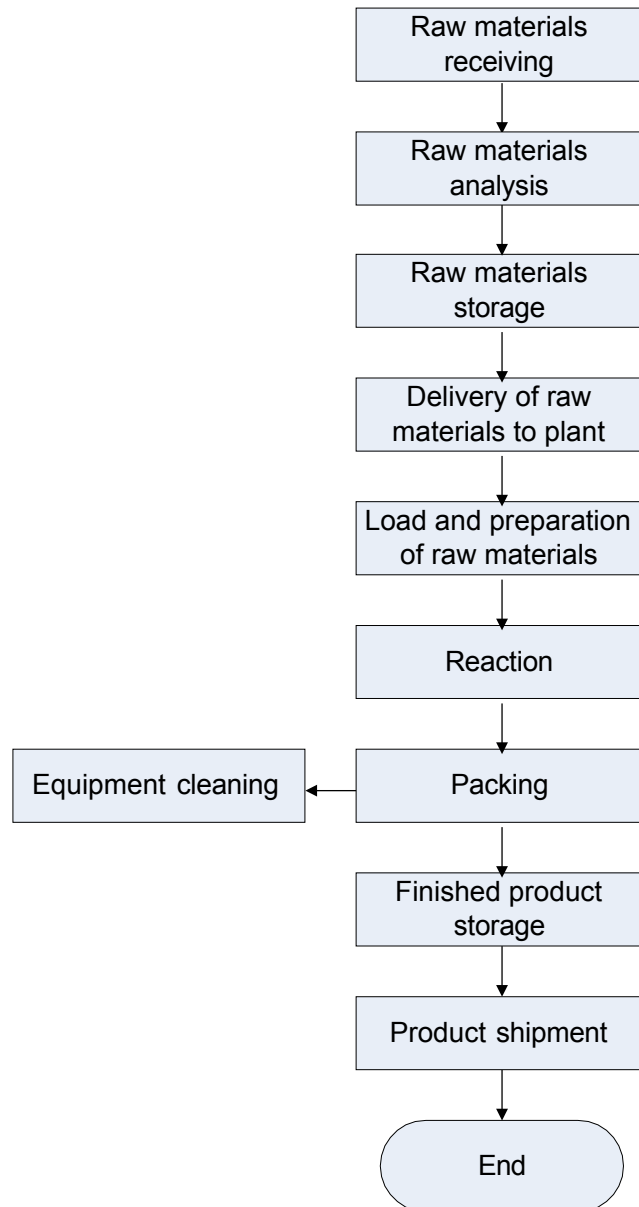 Raw materials
receiving
Raw materials
analysis
Raw materials
storage
Delivery of raw
materials to plant
Load and preparation
of raw materials
Reaction
Equipment cleaning
Packing
Finished product
storage
Product shipment
End